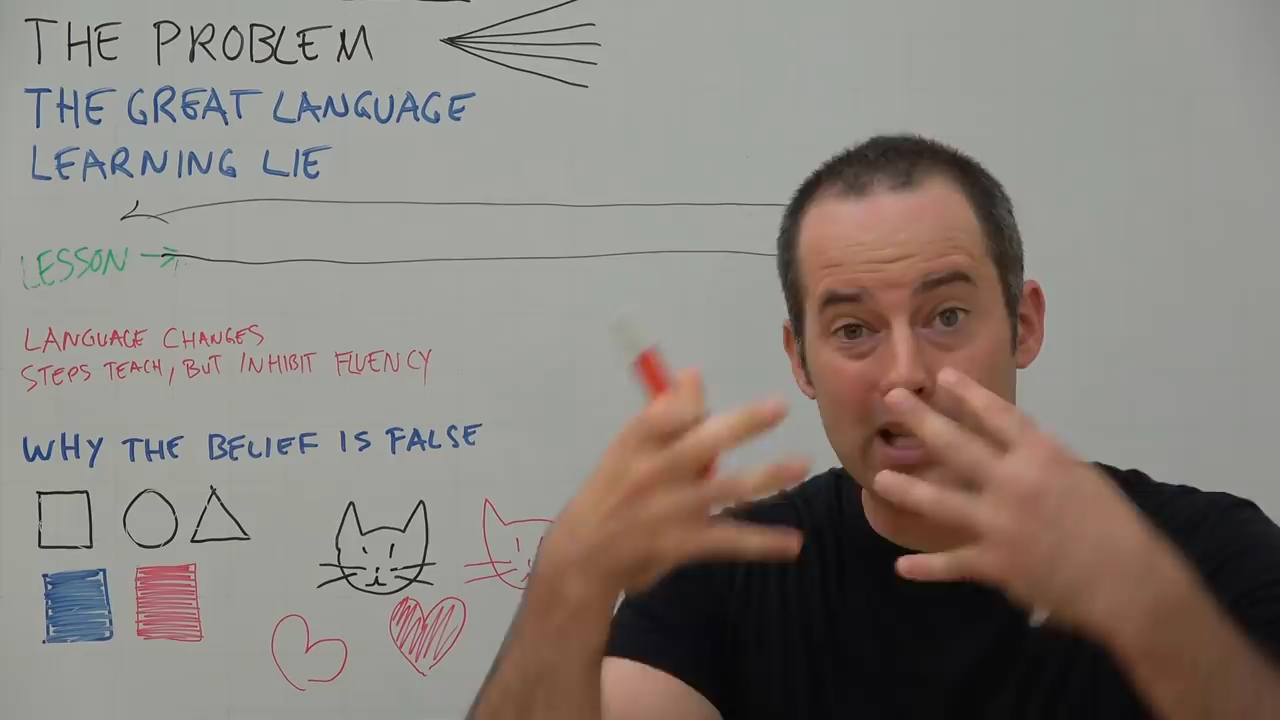 THE PROBLEM
THE GREAT LANGUAGE
LEARNING LIE
LESSON
LANGUAGE CHANGES
STEPS TEACH, BUT INHIBIT FLUENCY
WHY THE BELIEF IS FALSE